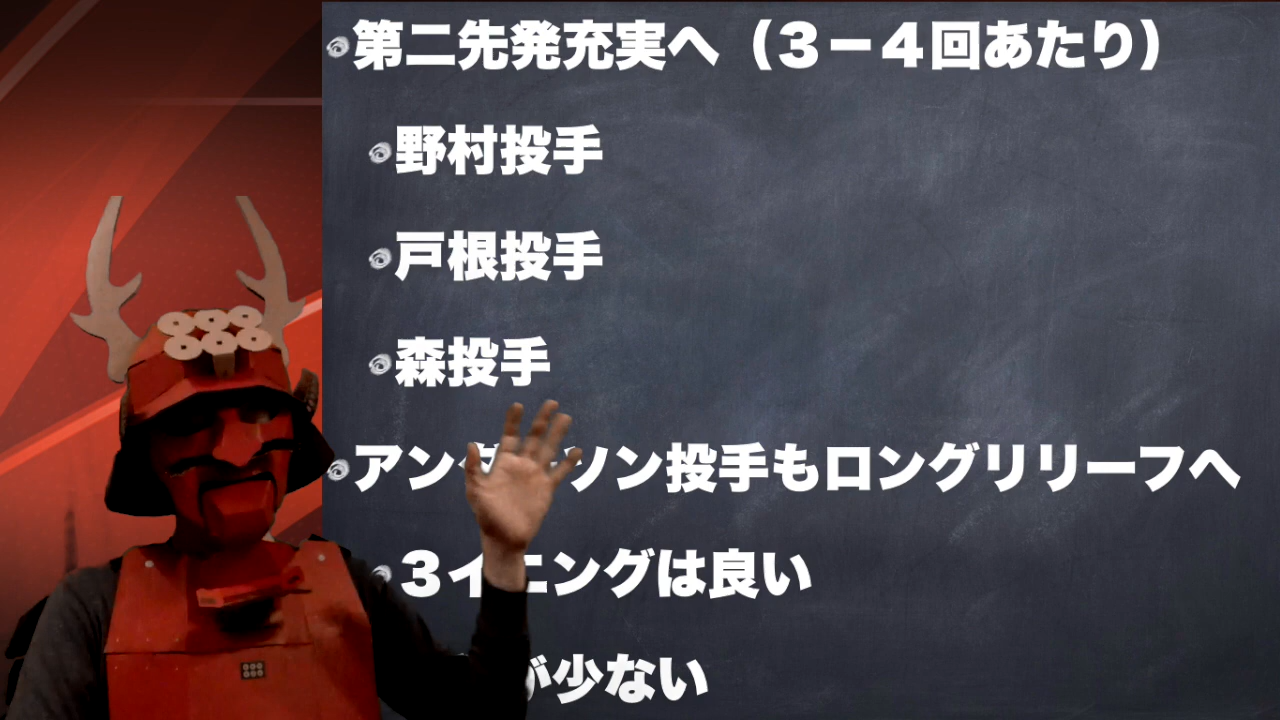 第二先発充実へ（３－４回あたり）
野村投手
戸根投手
森投手
アンダーソン投手もロングリリーフへ
３イニングは良い
が少ない